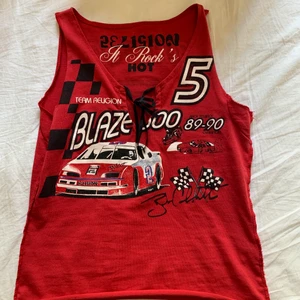 RELIGION
It Rock's
HOT
5
TEAM RELIGION
BLAZE 500 89-90